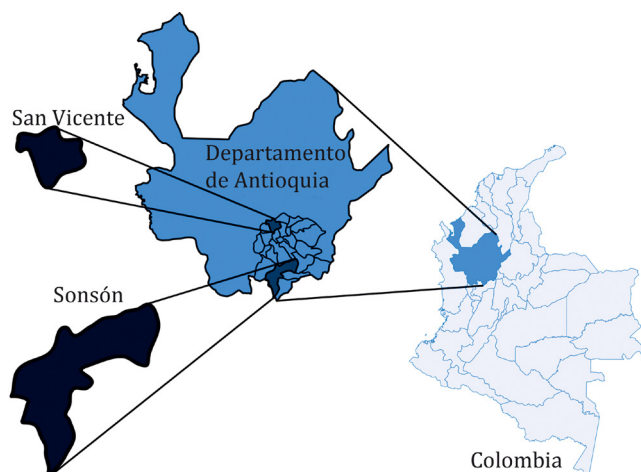 San Vicente
Departamento
de Antioquia
Sonsón
Colombia